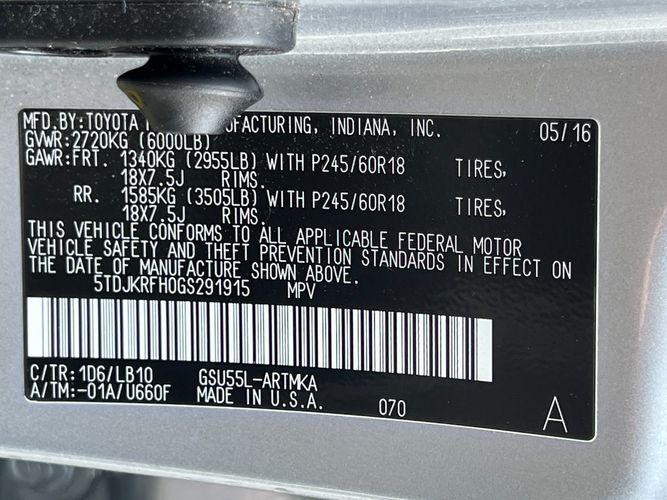 MFD.BY:TOYOTA UFACTURING, INDIANA, INC. 05/16
GVWR:2720KG (6000LB)
GAWR:FRT. 1340KG (2955LB) WITH P245/60R18 TIRES,
18X7.5J RIMS.
RR. 1585KG (3505LB) WITH P245/60R18 TIRES,
18X7.5J RIMS.
THIS VEHICLE CONFORMS TO ALL APPLICABLE FEDERAL MOTOR
VEHICLE SAFETY AND THEFT PREVENTION STANDARDS IN EFFECT ON
THE DATE OF MANUFACTURE SHOWN ABOVE.
5TDJKRFH0GS291915 MPV
C/TR:1D6/LB10 GSU55L-ARTMKA
A/TM:-01A/U660F MADE IN U.S.A. 070 A